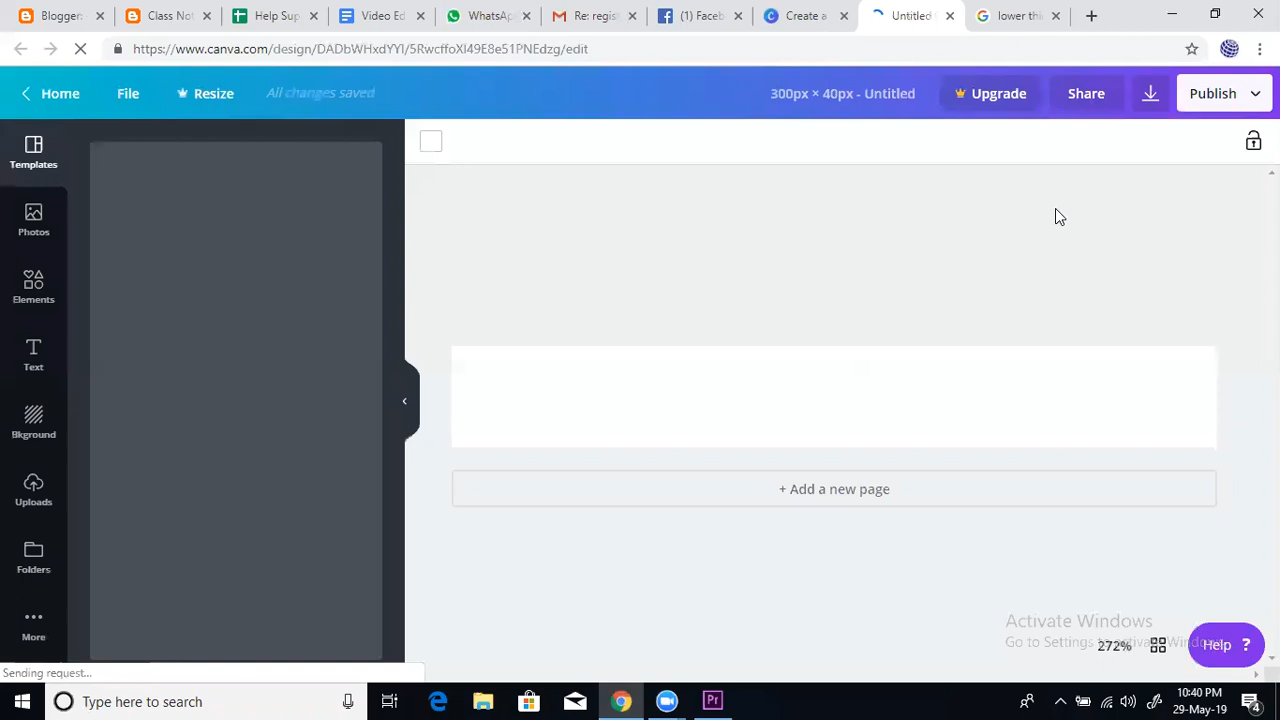 Blogger: Class Not Help Sup Video Ed WhatsAp Re: regis (1) Faceb Create a Untitled lower thi
https://www.canva.com/design/DADbWHxdYYI/5RwcffoXI49E8e51PNEdzg/edit
Home File Resize All changes saved 300px × 40px - Untitled Upgrade Share Publish
Templates
Photos
Elements
Text
+ Add a new page
Bkground
Uploads
Folders
More
Activate Windows
Go to Settings to activate Windows.
272%
Help ?
Sending request...
Type here to search
Pr
10:40 PM
29-May-19
4